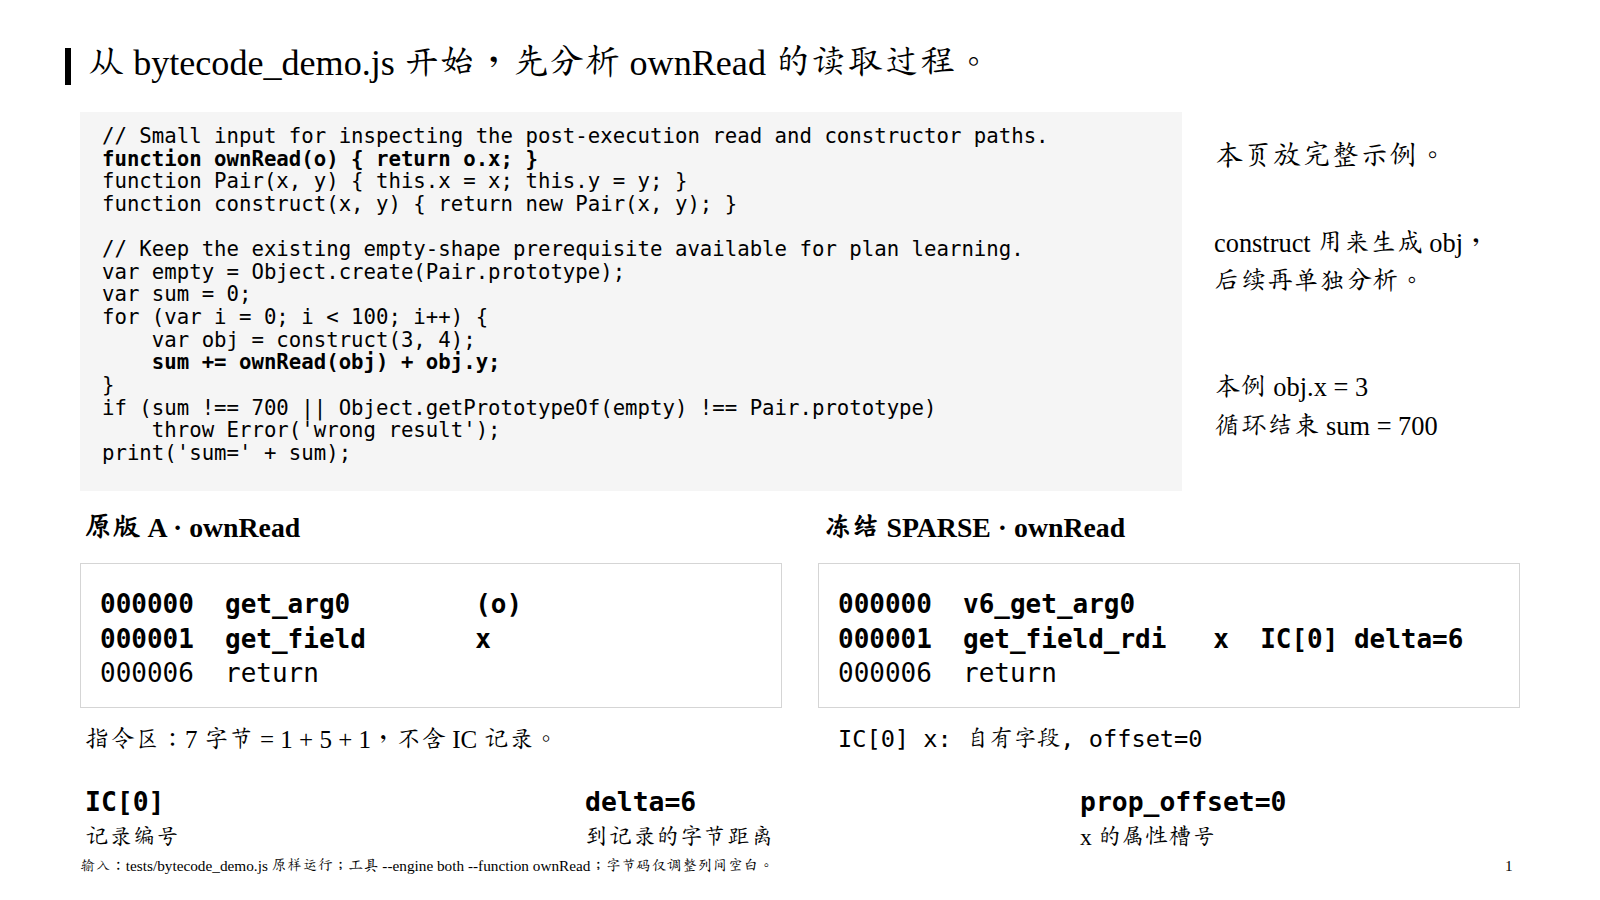 从 bytecode_demo.js 开始，先分析 ownRead 的读取过程。
// Small input for inspecting the post-execution read and constructor paths.
function ownRead(o) { return o.x; }
function Pair(x, y) { this.x = x; this.y = y; }
function construct(x, y) { return new Pair(x, y); }
// Keep the existing empty-shape prerequisite available for plan learning.
var empty = Object.create(Pair.prototype);
var sum = 0;
for (var i = 0; i < 100; i++) {
    var obj = construct(3, 4);
    sum += ownRead(obj) + obj.y;
}
if (sum !== 700 || Object.getPrototypeOf(empty) !== Pair.prototype)
    throw Error('wrong result');
print('sum=' + sum);
本页放完整示例。
construct 用来生成 obj，
后续再单独分析。
本例 obj.x = 3
循环结束 sum = 700
原版 A · ownRead
000000  get_arg0        (o)
000001  get_field       x
000006  return
指令区：7 字节 = 1 + 5 + 1，不含 IC 记录。
冻结 SPARSE · ownRead
000000  v6_get_arg0
000001  get_field_rdi   x  IC[0] delta=6
000006  return
IC[0] x: 自有字段, offset=0
IC[0]
记录编号
delta=6
到记录的字节距离
prop_offset=0
x 的属性槽号
输入：tests/bytecode_demo.js 原样运行；工具 --engine both --function ownRead；字节码仅调整列间空白。
1